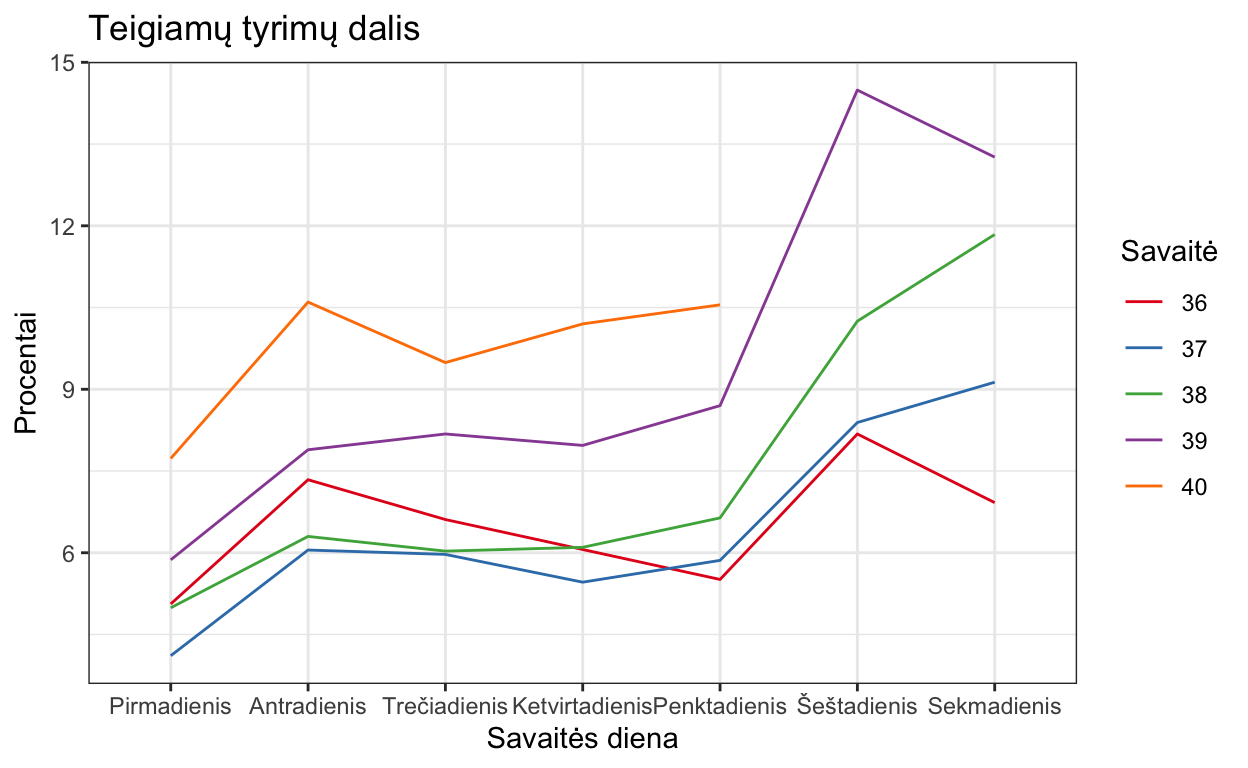 Teigiamų tyrimų dalis
15
12
9
6
Procentai
Pirmadienis Antradienis Trečiadienis Ketvirtadienis Penktadienis Šeštadienis Sekmadienis
Savaitės diena
Savaitė
36
37
38
39
40